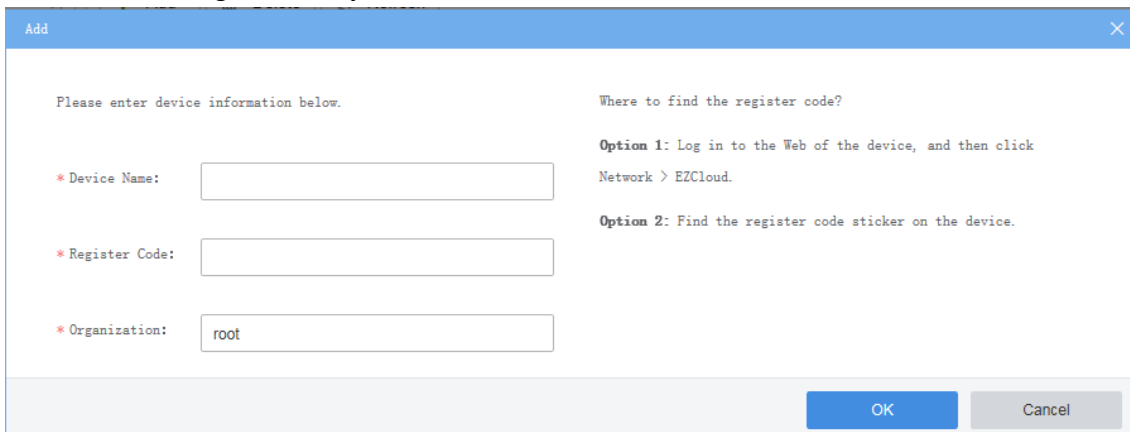 Add
Please enter device information below.
* Device Name:
* Register Code:
* Organization:
root
Where to find the register code?
Option 1: Log in to the Web of the device, and then click
Network > EZCloud.
Option 2: Find the register code sticker on the device.
OK
Cancel